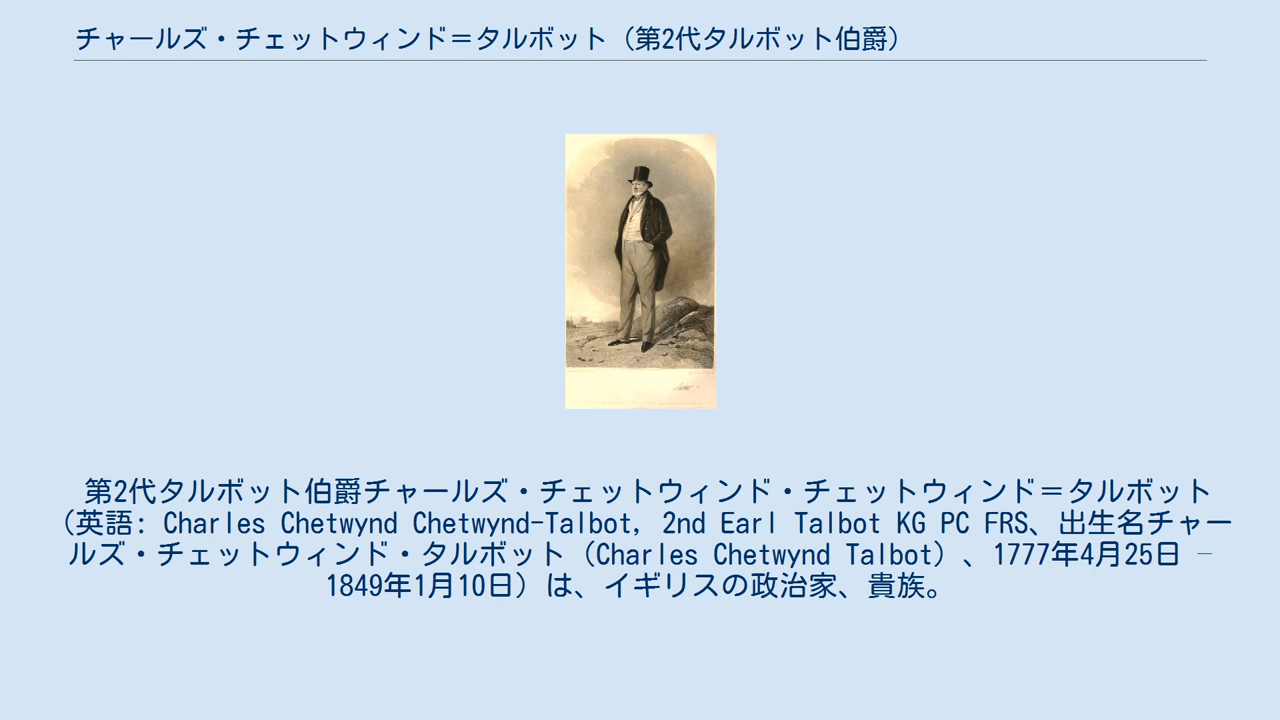 チャールズ・チェットウィンド＝タルボット（第2代タルボット伯爵）
第2代タルボット伯爵チャールズ・チェットウィンド・チェットウィンド＝タルボット
（英語: Charles Chetwynd Chetwynd-Talbot, 2nd Earl Talbot KG PC FRS、出生名チャー
ルズ・チェットウィンド・タルボット（Charles Chetwynd Talbot）、1777年4月25日 –
1849年1月10日）は、イギリスの政治家、貴族。